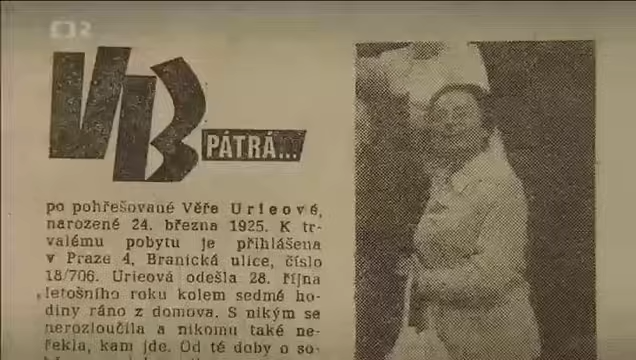 2
VB
PÁTRÁ...
po pohřešované Věře Urieové,
narozené 24. března 1925. K tr-
valému pobytu je přihlášena
v Praze 4, Branická ulice, číslo
18/706. Urieová odešla 28. října
letošního roku kolem sedmé ho-
diny ráno z domova. S nikým se
nerozloučila a nikomu také ne-
řekla, kam jde. Od té doby o so-